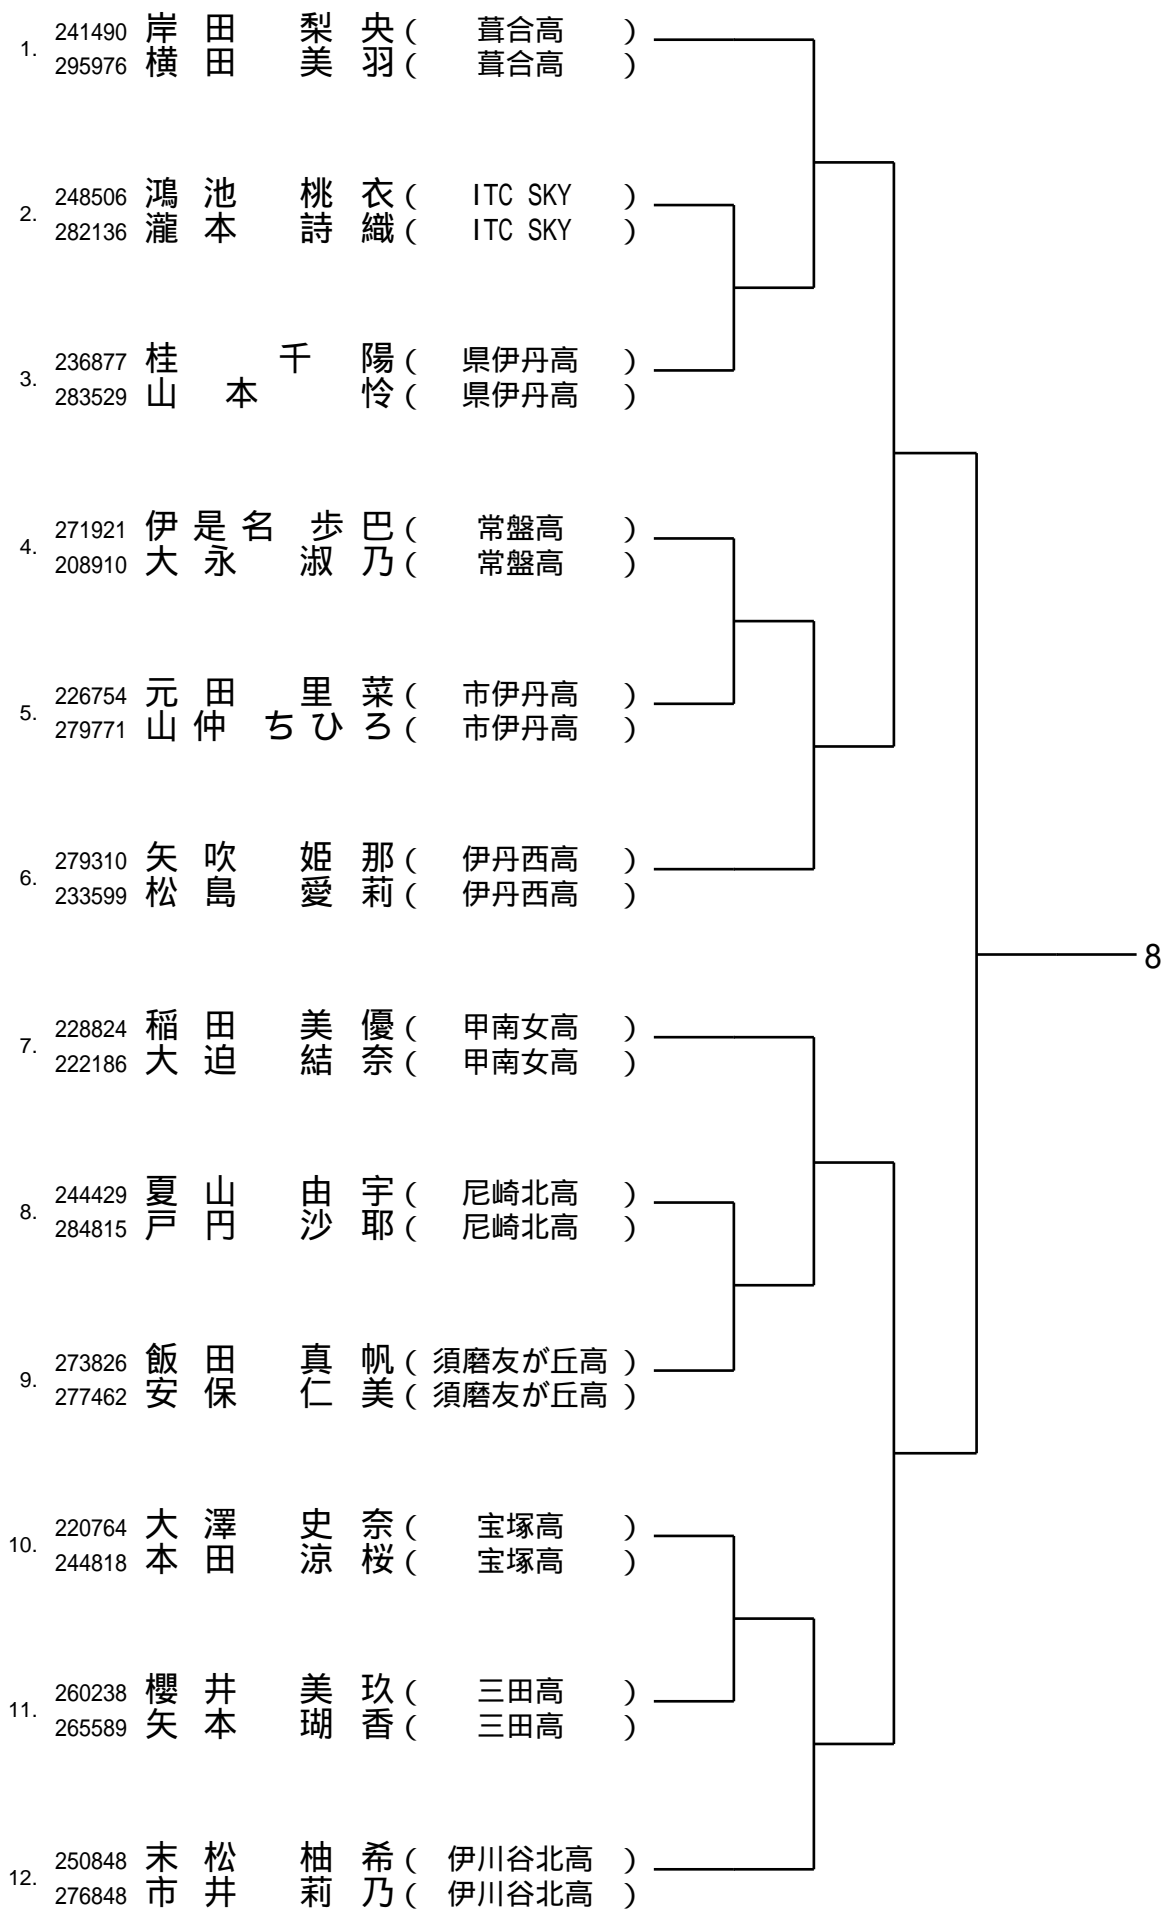 1. 241490 岸田 梨央 ( 葺合高 )
295976 横田 美羽 ( 葺合高 )
2. 248506 鴻池 桃衣 ( ITC SKY )
282136 瀧本 詩織 ( ITC SKY )
3. 236877 桂 千陽 ( 県伊丹高 )
283529 山本 怜 ( 県伊丹高 )
4. 271921 伊是名 歩巴 ( 常盤高 )
208910 大永 淑乃 ( 常盤高 )
5. 226754 元田 里菜 ( 市伊丹高 )
279771 山仲 ちひろ ( 市伊丹高 )
6. 279310 矢吹 姫那 ( 伊丹西高 )
233599 松島 愛莉 ( 伊丹西高 )
8
7. 228824 稲田 美優 ( 甲南女高 )
222186 大迫 結奈 ( 甲南女高 )
8. 244429 夏山 由宇 ( 尼崎北高 )
284815 戸円 沙耶 ( 尼崎北高 )
9. 273826 飯田 真帆 ( 須磨友が丘高 )
277462 安保 仁美 ( 須磨友が丘高 )
10. 220764 大澤 史奈 ( 宝塚高 )
244818 本田 涼桜 ( 宝塚高 )
11. 260238 櫻井 美玖 ( 三田高 )
265589 矢本 瑚香 ( 三田高 )
12. 250848 末松 柚希 ( 伊川谷北高 )
276848 市井 莉乃 ( 伊川谷北高 )